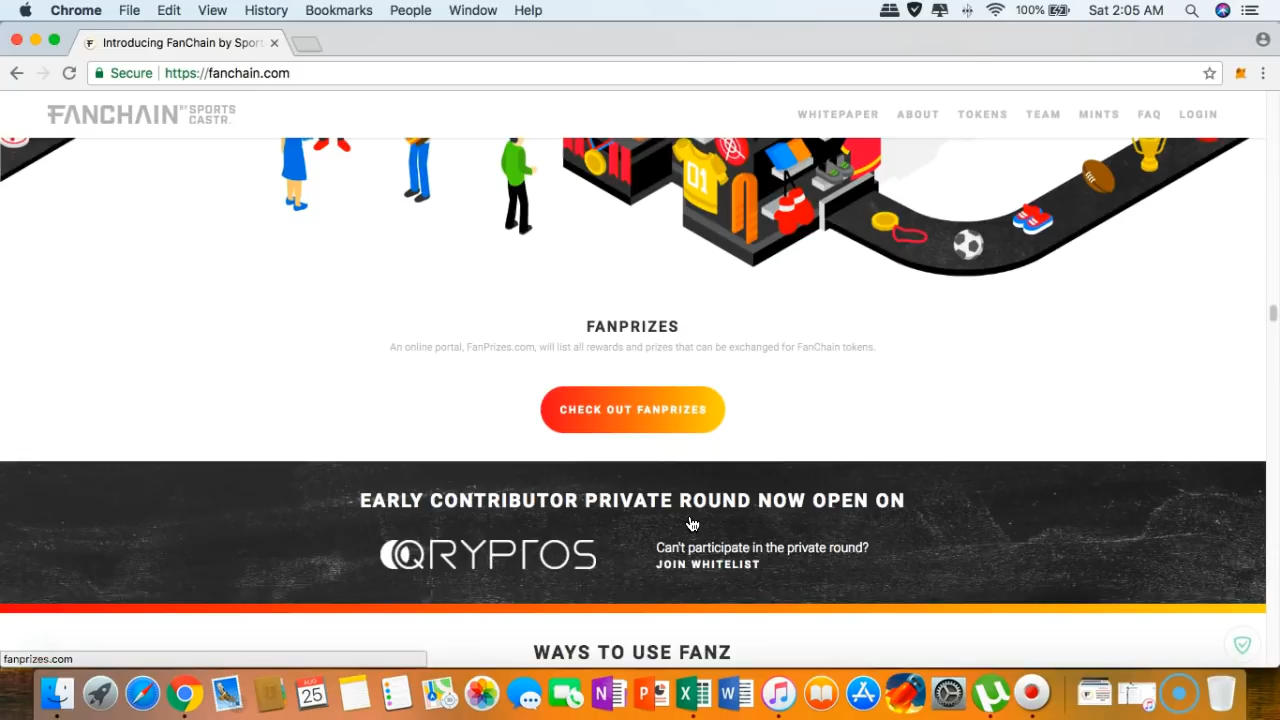 Chrome File Edit View History Bookmarks People Window Help 100% Sat 2:05 AM
Introducing FanChain by Sport
Secure https://fanchain.com
FANCHAIN BY SPORTS CASTR.
WHITEPAPER ABOUT TOKENS TEAM MINTS FAQ LOGIN
01
FANPRIZES
An online portal, FanPrizes.com, will list all rewards and prizes that can be exchanged for FanChain tokens.
CHECK OUT FANPRIZES
EARLY CONTRIBUTOR PRIVATE ROUND NOW OPEN ON
QRYPTOS
Can't participate in the private round?
JOIN WHITELIST
WAYS TO USE FANZ
fanprizes.com
AUG
25
N P X W